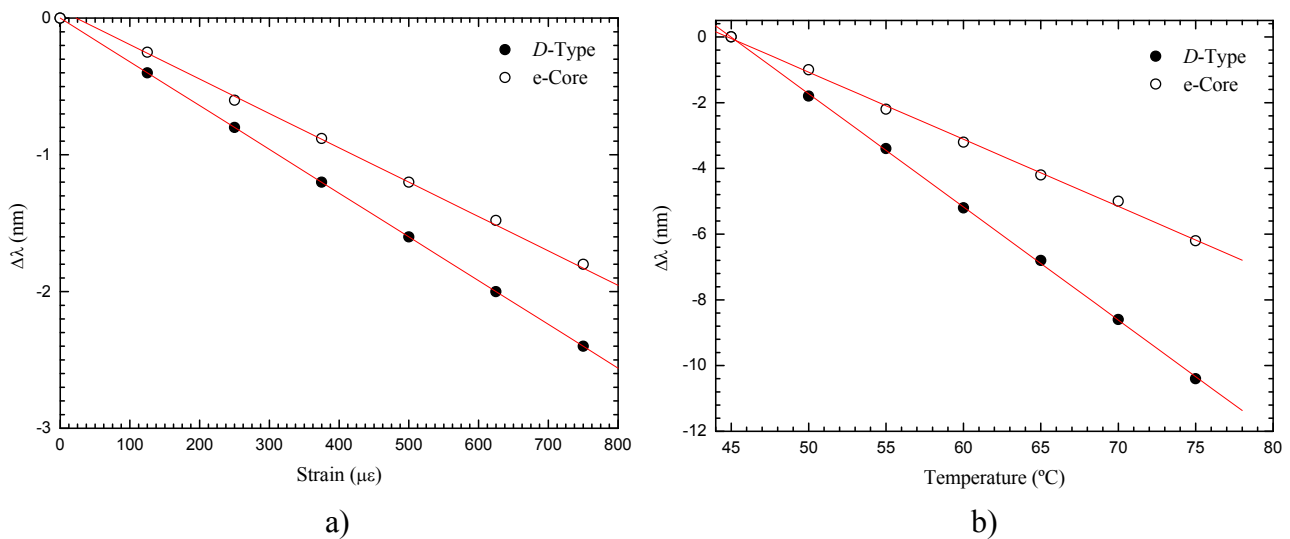 0
-1
-2
-3
0 100 200 300 400 500 600 700 800
Δλ (nm)
Strain (με)
D-Type
e-Core
a)
0
-2
-4
-6
-8
-10
-12
45 50 55 60 65 70 75 80
Δλ (nm)
Temperature (ºC)
D-Type
e-Core
b)